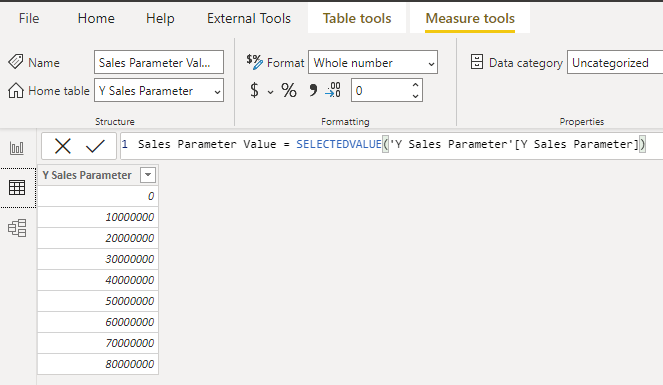 File Home Help External Tools Table tools Measure tools
Name Sales Parameter Val... $% Format Whole number Data category Uncategorized
Home table Y Sales Parameter $ % 9 .00 0
Structure Formatting Properties
1 Sales Parameter Value = SELECTEDVALUE('Y Sales Parameter'[Y Sales Parameter])
Y Sales Parameter
0
10000000
20000000
30000000
40000000
50000000
60000000
70000000
80000000